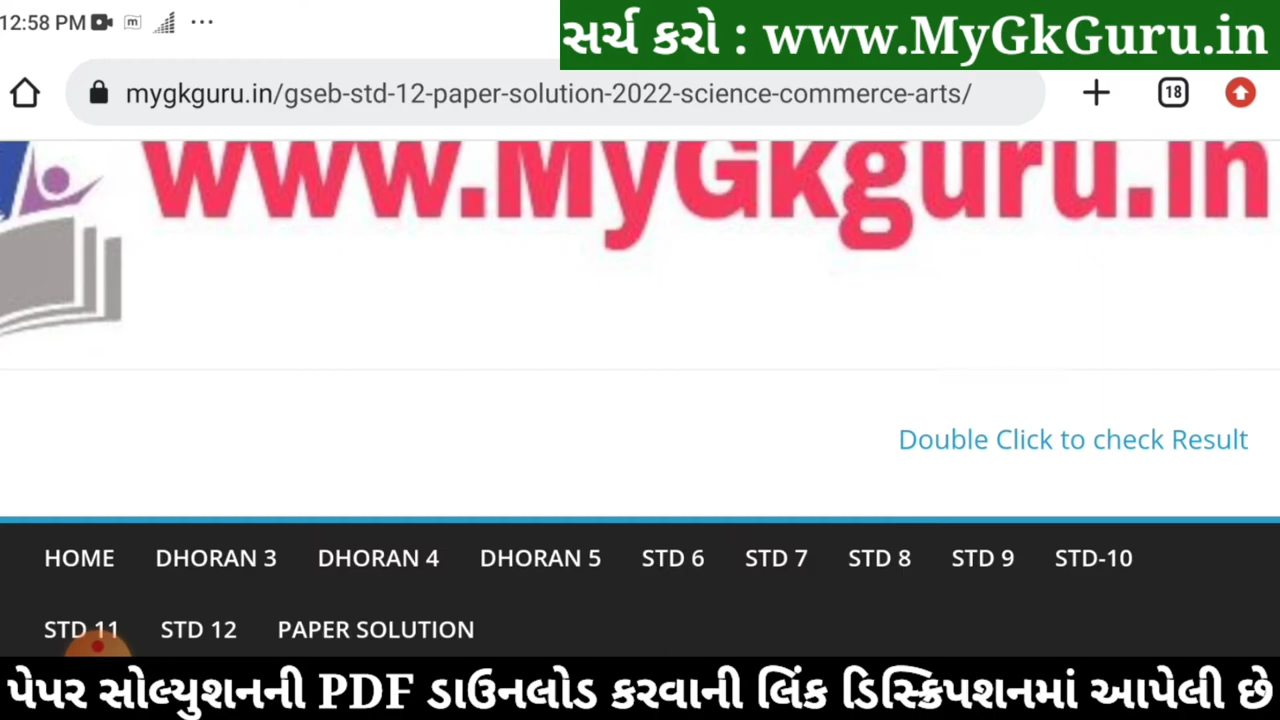 12:58 PM
સર્ચ કરો : www.MyGkGuru.in
mygkguru.in/gseb-std-12-paper-solution-2022-science-commerce-arts/
18
www.MyGkguru.in
Double Click to check Result
HOME DHORAN 3 DHORAN 4 DHORAN 5 STD 6 STD 7 STD 8 STD 9 STD-10
STD 11 STD 12 PAPER SOLUTION
પેપર સોલ્યુશનની PDF ડાઉનલોડ કરવાની લિંક ડિસ્ક્રિપશનમાં આપેલી છે